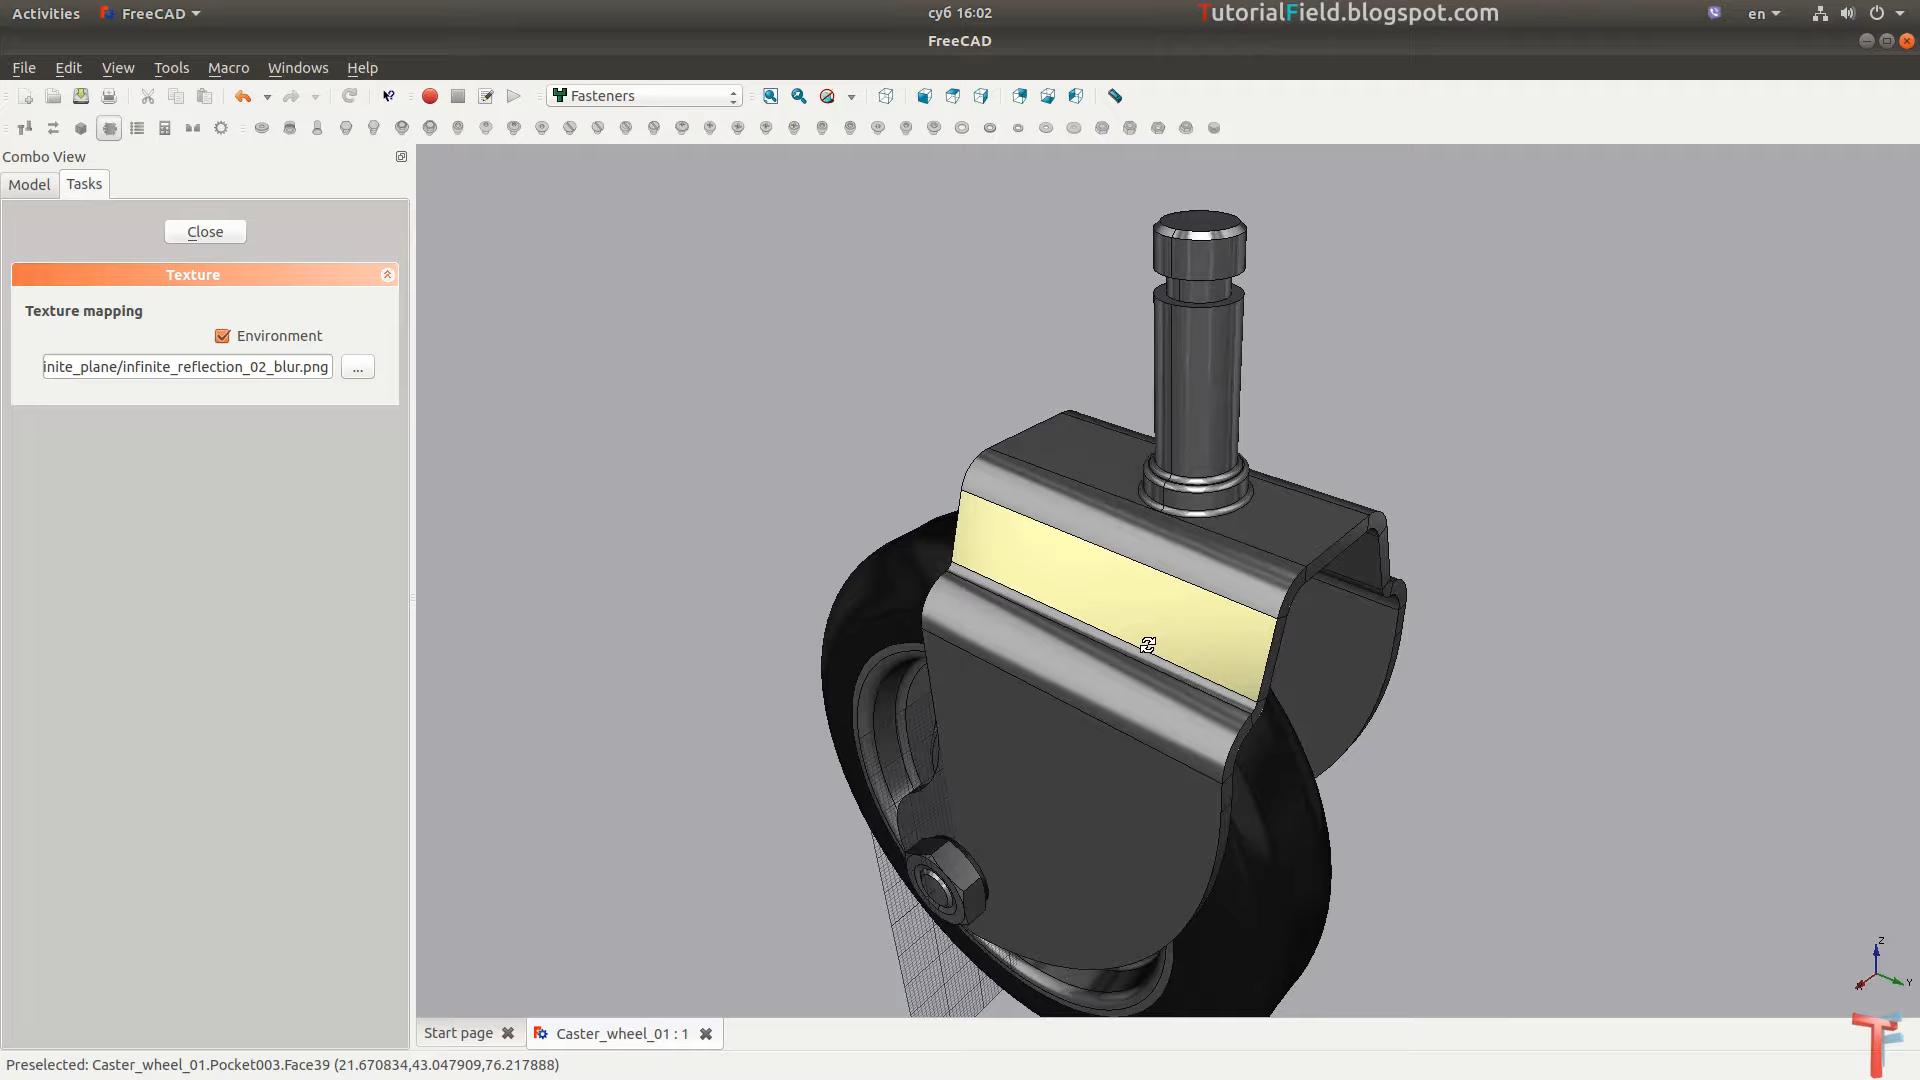 Activities FreeCAD суб 16:02 TutorialField.blogspot.com en
FreeCAD
File Edit View Tools Macro Windows Help
Fasteners
Combo View
Model Tasks
Close
Texture
Texture mapping
Environment
inite_plane/infinite_reflection_02_blur.png ...
Z
Y
Start page Caster_wheel_01 : 1
TF
Preselected: Caster_wheel_01.Pocket003.Face39 (21.670834,43.047909,76.217888)